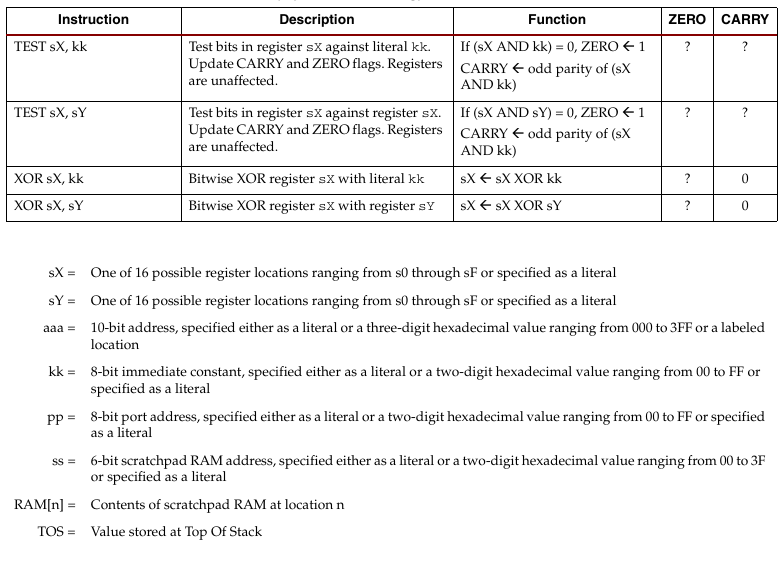 Instruction Description Function ZERO CARRY
TEST sX, kk Test bits in register sX against literal kk. If (sX AND kk) = 0, ZERO ← 1 ? ?
Update CARRY and ZERO flags. Registers CARRY ← odd parity of (sX
are unaffected. AND kk)
TEST sX, sY Test bits in register sX against register sX. If (sX AND sY) = 0, ZERO ← 1 ? ?
Update CARRY and ZERO flags. Registers CARRY ← odd parity of (sX
are unaffected. AND kk)
XOR sX, kk Bitwise XOR register sX with literal kk sX ← sX XOR kk ? 0
XOR sX, sY Bitwise XOR register sX with register sY sX ← sX XOR sY ? 0
sX = One of 16 possible register locations ranging from s0 through sF or specified as a literal
sY = One of 16 possible register locations ranging from s0 through sF or specified as a literal
aaa = 10-bit address, specified either as a literal or a three-digit hexadecimal value ranging from 000 to 3FF or a labeled
location
kk = 8-bit immediate constant, specified either as a literal or a two-digit hexadecimal value ranging from 00 to FF or
specified as a literal
pp = 8-bit port address, specified either as a literal or a two-digit hexadecimal value ranging from 00 to FF or specified
as a literal
ss = 6-bit scratchpad RAM address, specified either as a literal or a two-digit hexadecimal value ranging from 00 to 3F
or specified as a literal
RAM[n] = Contents of scratchpad RAM at location n
TOS = Value stored at Top Of Stack